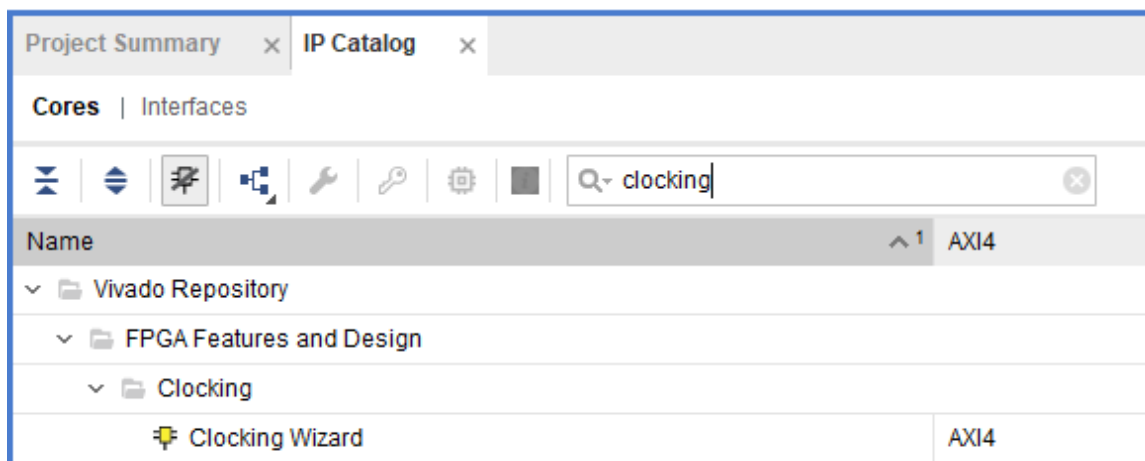 Project Summary × IP Catalog ×
Cores | Interfaces
clocking
Name 1 AXI4
Vivado Repository
FPGA Features and Design
Clocking
Clocking Wizard AXI4